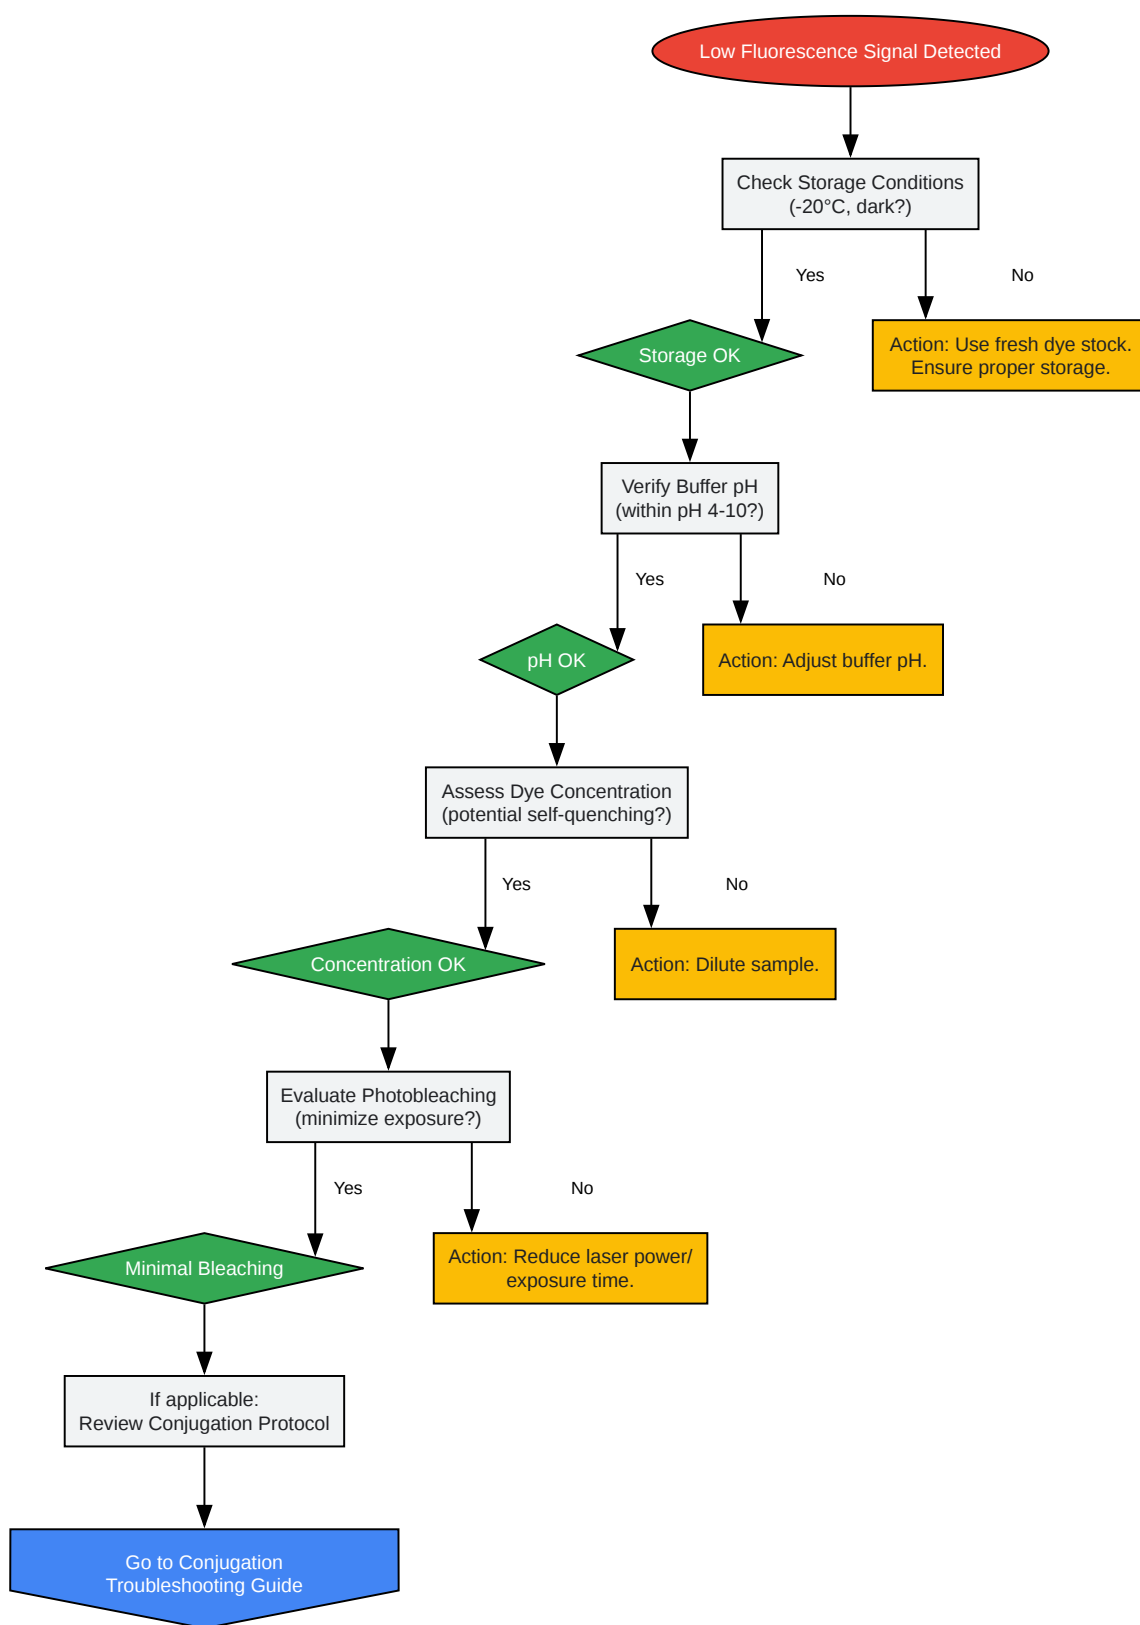 Low Fluorescence Signal Detected
Check Storage Conditions
(-20°C, dark?)
Yes
No
Storage OK
Action: Use fresh dye stock.
Ensure proper storage.
Verify Buffer pH
(within pH 4-10?)
Yes
No
pH OK
Action: Adjust buffer pH.
Assess Dye Concentration
(potential self-quenching?)
Yes
No
Concentration OK
Action: Dilute sample.
Evaluate Photobleaching
(minimize exposure?)
Yes
No
Minimal Bleaching
Action: Reduce laser power/
exposure time.
If applicable:
Review Conjugation Protocol
Go to Conjugation
Troubleshooting Guide